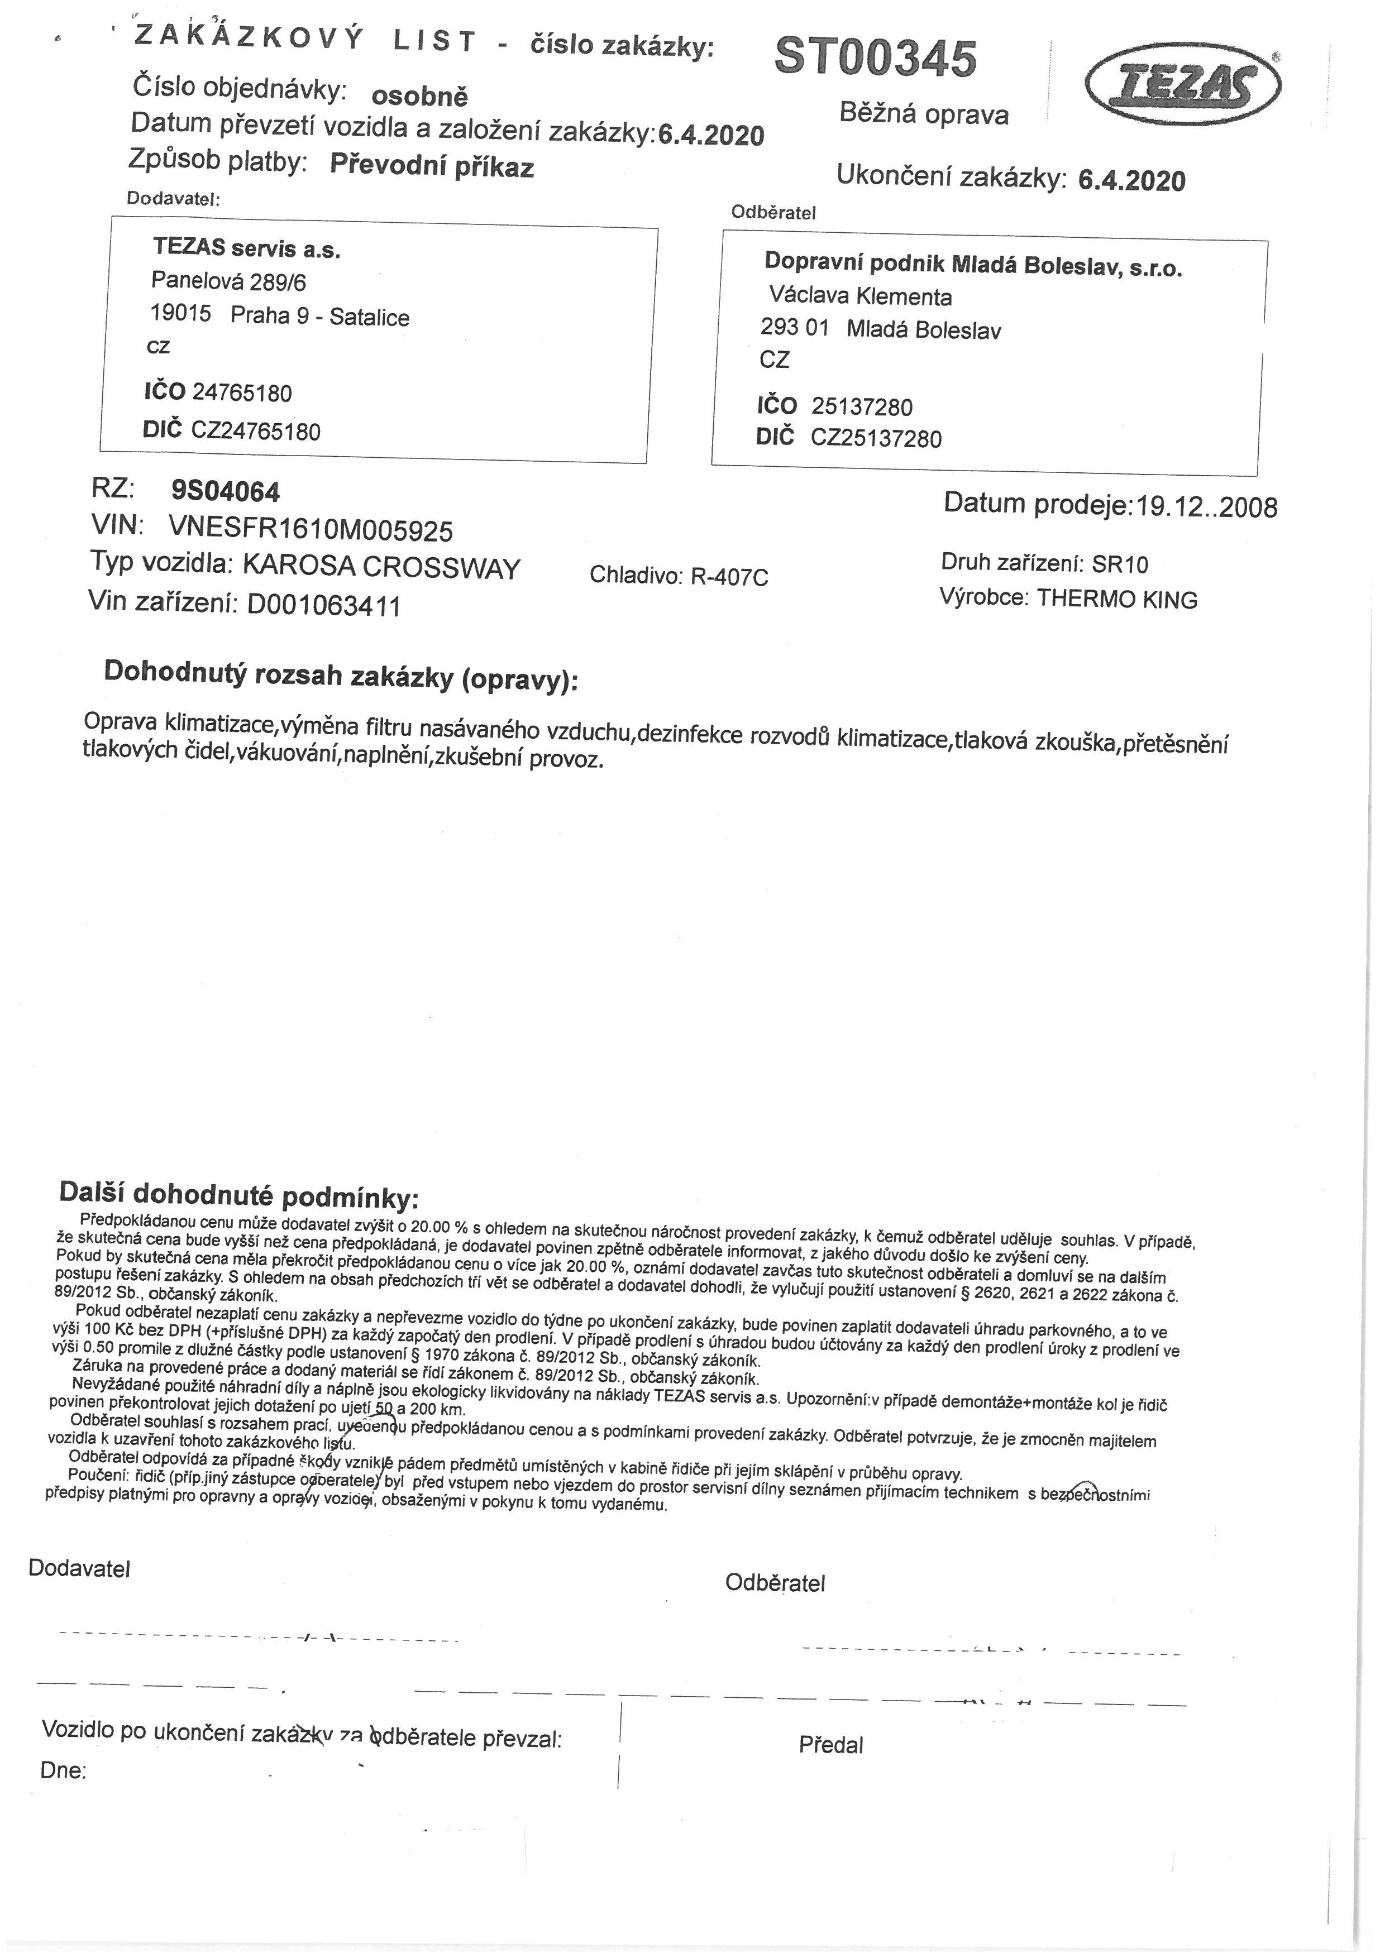 ZAKÁZKOVÝ LIST - číslo zakázky: ST00345
TEZAS
Číslo objednávky: osobně
Běžná oprava
Datum převzetí vozidla a založení zakázky:6.4.2020
Způsob platby: Převodní příkaz
Ukončení zakázky: 6.4.2020
Dodavatel:
TEZAS servis a.s.
Panelová 289/6
19015 Praha 9 - Satalice
CZ
IČO 24765180
DIČ CZ24765180
Odběratel
Dopravní podnik Mladá Boleslav, s.r.o.
Václava Klementa
293 01 Mladá Boleslav
CZ
IČO 25137280
DIČ CZ25137280
RZ: 9S04064
Datum prodeje:19.12..2008
VIN: VNESFR1610M005925
Typ vozidla: KAROSA CROSSWAY
Chladivo: R-407C
Druh zařízení: SR10
Vin zařízení: D001063411
Výrobce: THERMO KING
Dohodnutý rozsah zakázky (opravy):
Oprava klimatizace,výměna filtru nasávaného vzduchu,dezinfekce rozvodů klimatizace,tlaková zkouška,přetěsnění
tlakových čidel,vákuování,naplnění,zkušební provoz.
Další dohodnuté podmínky:
Předpokládanou cenu může dodavatel zvýšit o 20.00 % s ohledem na skutečnou náročnost provedení zakázky, k čemuž odběratel uděluje souhlas. V případě,
že skutečná cena bude vyšší než cena předpokládaná, je dodavatel povinen zpětně odběratele informovat, z jakého důvodu došlo ke zvýšení ceny.
Pokud by skutečná cena měla překročit předpokládanou cenu o více jak 20.00 %, oznámí dodavatel zavčas tuto skutečnost odběrateli a domluví se na dalším
postupu řešení zakázky. S ohledem na obsah předchozích tří vět se odběratel a dodavatel dohodli, že vylučují použití ustanovení § 2620, 2621 a 2622 zákona č.
89/2012 Sb., občanský zákoník.
Pokud odběratel nezaplatí cenu zakázky a nepřevezme vozidlo do týdne po ukončení zakázky, bude povinen zaplatit dodavateli úhradu parkovného, a to ve
výši 100 Kč bez DPH (+příslušné DPH) za každý započatý den prodlení. V případě prodlení s úhradou budou účtovány za každý den prodlení úroky z prodlení ve
výši 0.50 promile z dlužné částky podle ustanovení § 1970 zákona č. 89/2012 Sb., občanský zákoník.
Záruka na provedené práce a dodaný materiál se řídí zákonem č. 89/2012 Sb., občanský zákoník.
Nevyžádané použité náhradní díly a náplně jsou ekologicky likvidovány na náklady TEZAS servis a.s. Upozornění:v případě demontáže+montáže kol je řidič
povinen překontrolovat jejich dotažení po ujetí 50 a 200 km.
Odběratel souhlasí s rozsahem prací, uvedenou předpokládanou cenou a s podmínkami provedení zakázky. Odběratel potvrzuje, že je zmocněn majitelem
vozidla k uzavření tohoto zakázkového listu.
Odběratel odpovídá za případné škody vzniklé pádem předmětů umístěných v kabině řidiče při jejím sklápění v průběhu opravy.
Poučení: řidič (příp.jiný zástupce odběratele) byl před vstupem nebo vjezdem do prostor servisní dílny seznámen přijímacím technikem s bezpečnostními
předpisy platnými pro opravny a opravy vozidel, obsaženými v pokynu k tomu vydanému.
Dodavatel
Odběratel
Vozidlo po ukončení zakázky za odběratele převzal:
Předal
Dne: